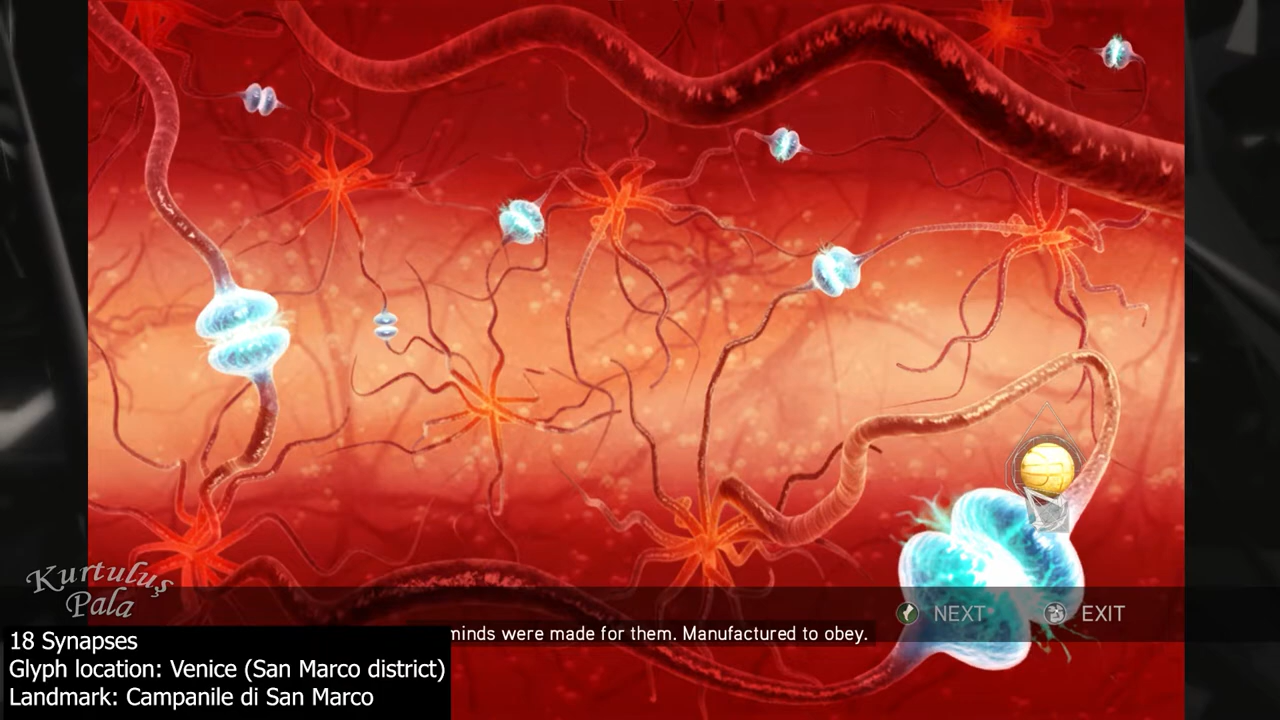 Kurtuluş
Pala
NEXT
EXIT
minds were made for them. Manufactured to obey.
18 Synapses
Glyph location: Venice (San Marco district)
Landmark: Campanile di San Marco